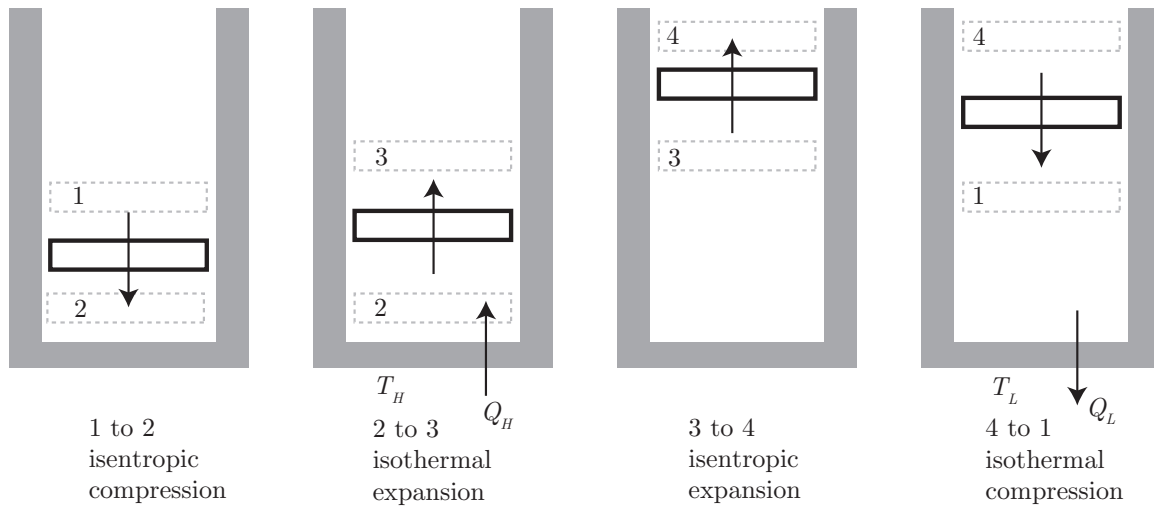 1
2
1 to 2
isentropic
compression
3
2
T_H
Q_H
2 to 3
isothermal
expansion
4
3
3 to 4
isentropic
expansion
4
1
T_L
Q_L
4 to 1
isothermal
compression